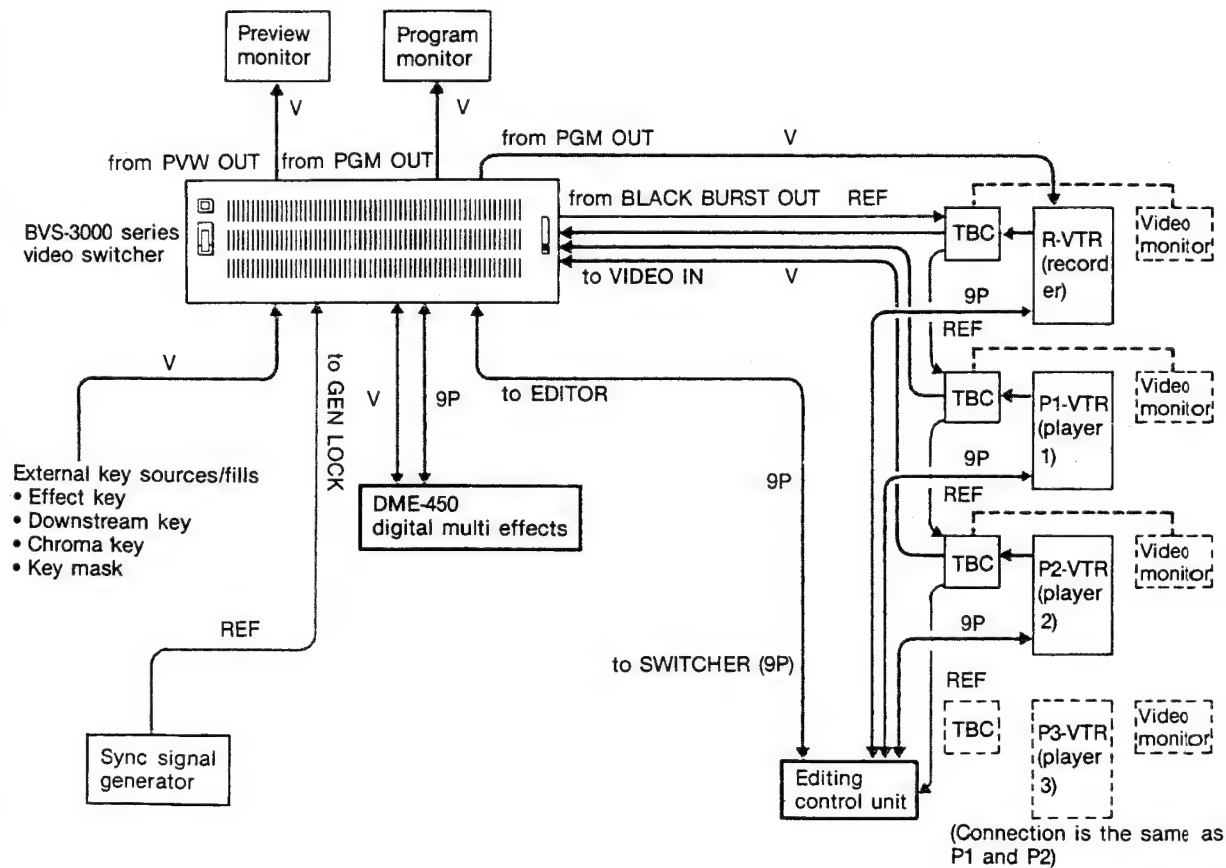 Preview
monitor
Program
monitor
V
V
from PVW OUT
from PGM OUT
from PGM OUT
V
BVS-3000 series
video switcher
from BLACK BURST OUT
REF
to VIDEO IN
V
TBC
R-VTR
(record
er)
Video
monitor
9P
REF
TBC
P1-VTR
(player
1)
Video
monitor
9P
REF
TBC
P2-VTR
(player
2)
Video
monitor
9P
REF
TBC
P3-VTR
(player
3)
Video
monitor
(Connection is the same as
P1 and P2)
V
to GEN LOCK
V
9P
to EDITOR
External key sources/fills
• Effect key
• Downstream key
• Chroma key
• Key mask
DME-450
digital multi effects
9P
REF
to SWITCHER (9P)
Sync signal
generator
Editing
control unit